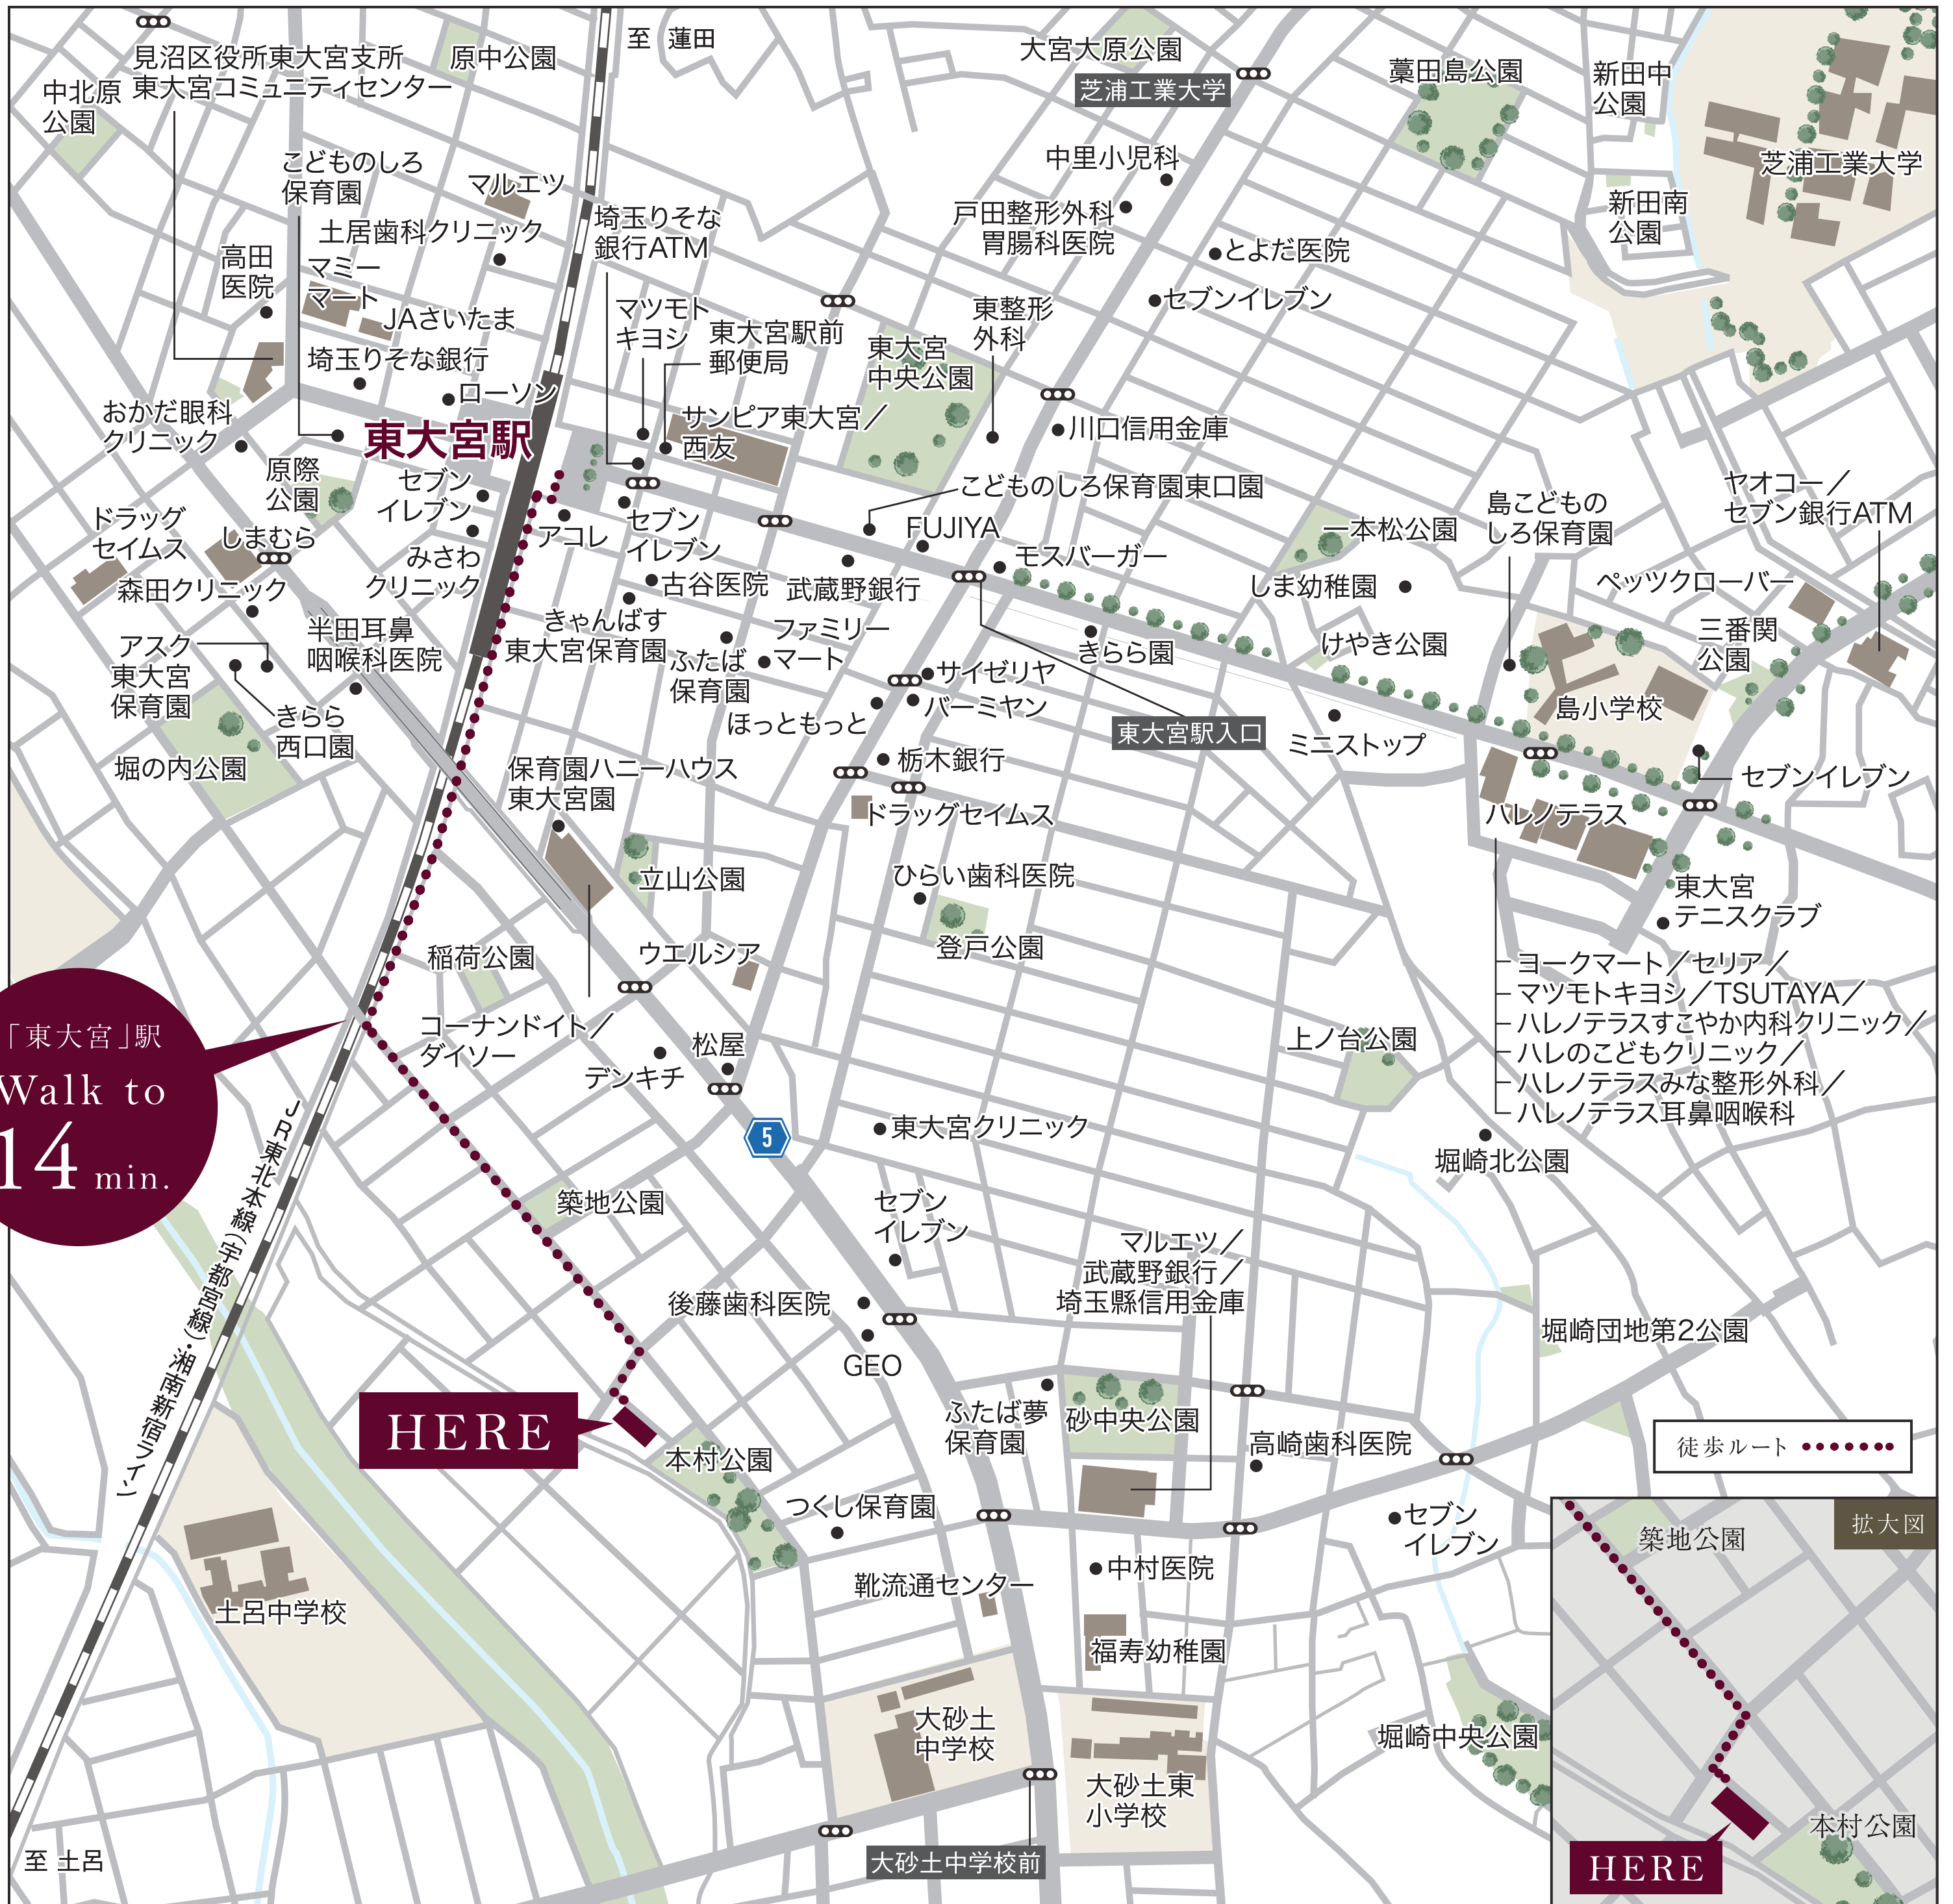 至 蓮田
大宮大原公園
芝浦工業大学
藁田島公園
新田中
公園
芝浦工業大学
新田南
公園
見沼区役所東大宮支所
東大宮コミュニティセンター
原中公園
中北原
公園
こどものしろ
保育園
マルエツ
土居歯科クリニック
高田
医院
マミー
マート
JAさいたま
埼玉りそな銀行
ローソン
おかだ眼科
クリニック
東大宮駅
埼玉りそな
銀行ATM
マツモト
キヨシ
東大宮駅前
郵便局
サンピア東大宮／
西友
東大宮
中央公園
中里小児科
戸田整形外科
胃腸科医院
とよだ医院
セブンイレブン
東整形
外科
川口信用金庫
こどものしろ保育園東口園
FUJIYA
モスバーガー
一本松公園
島こどもの
しろ保育園
ヤオコー／
セブン銀行ATM
原際
公園
セブン
イレブン
ドラッグ
セイムス
しまむら
みさわ
クリニック
森田クリニック
アコレ
セブン
イレブン
古谷医院
武蔵野銀行
しま幼稚園
ペッツクローバー
アスク
東大宮
保育園
半田耳鼻
咽喉科医院
きゃんばす
東大宮保育園
ふたば
保育園
ファミリー
マート
きらら園
けやき公園
三番関
公園
サイゼリヤ
バーミヤン
ほっともっと
東大宮駅入口
ミニストップ
島小学校
きらら
西口園
堀の内公園
保育園ハニーハウス
東大宮園
栃木銀行
セブンイレブン
ドラッグセイムス
ハレノテラス
立山公園
ひらい歯科医院
東大宮
テニスクラブ
稲荷公園
ウエルシア
登戸公園
ヨークマート／セリア／
マツモトキヨシ／TSUTAYA／
ハレノテラスすこやか内科クリニック／
ハレのこどもクリニック／
ハレノテラスみな整形外科／
ハレノテラス耳鼻咽喉科
「東大宮」駅
Walk to
14 min.
コーナンドイト／
ダイソー
デンキチ
松屋
上ノ台公園
5
東大宮クリニック
堀崎北公園
JR東北本線（宇都宮線）・湘南新宿ライン
築地公園
セブン
イレブン
マルエツ／
武蔵野銀行／
埼玉縣信用金庫
後藤歯科医院
GEO
堀崎団地第2公園
HERE
本村公園
ふたば夢
保育園
砂中央公園
高崎歯科医院
徒歩ルート
つくし保育園
セブン
イレブン
中村医院
靴流通センター
土呂中学校
福寿幼稚園
大砂土
中学校
大砂土東
小学校
堀崎中央公園
大砂土中学校前
至 土呂
拡大図
築地公園
本村公園
HERE